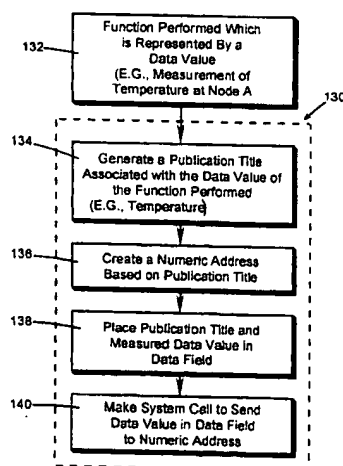 132
Function Performed Which
is Represented By a
Data Value
(E.G., Measurement of
Temperature at Node A
130
134
Generate a Publication Title
Associated with the Data Value of
the Function Performed
(E.G., Temperature)
136
Create a Numeric Address
Based on Publication Title
138
Place Publication Title and
Measured Data Value in
Data Field
140
Make System Call to Send
Data Value in Data Field
to Numeric Address